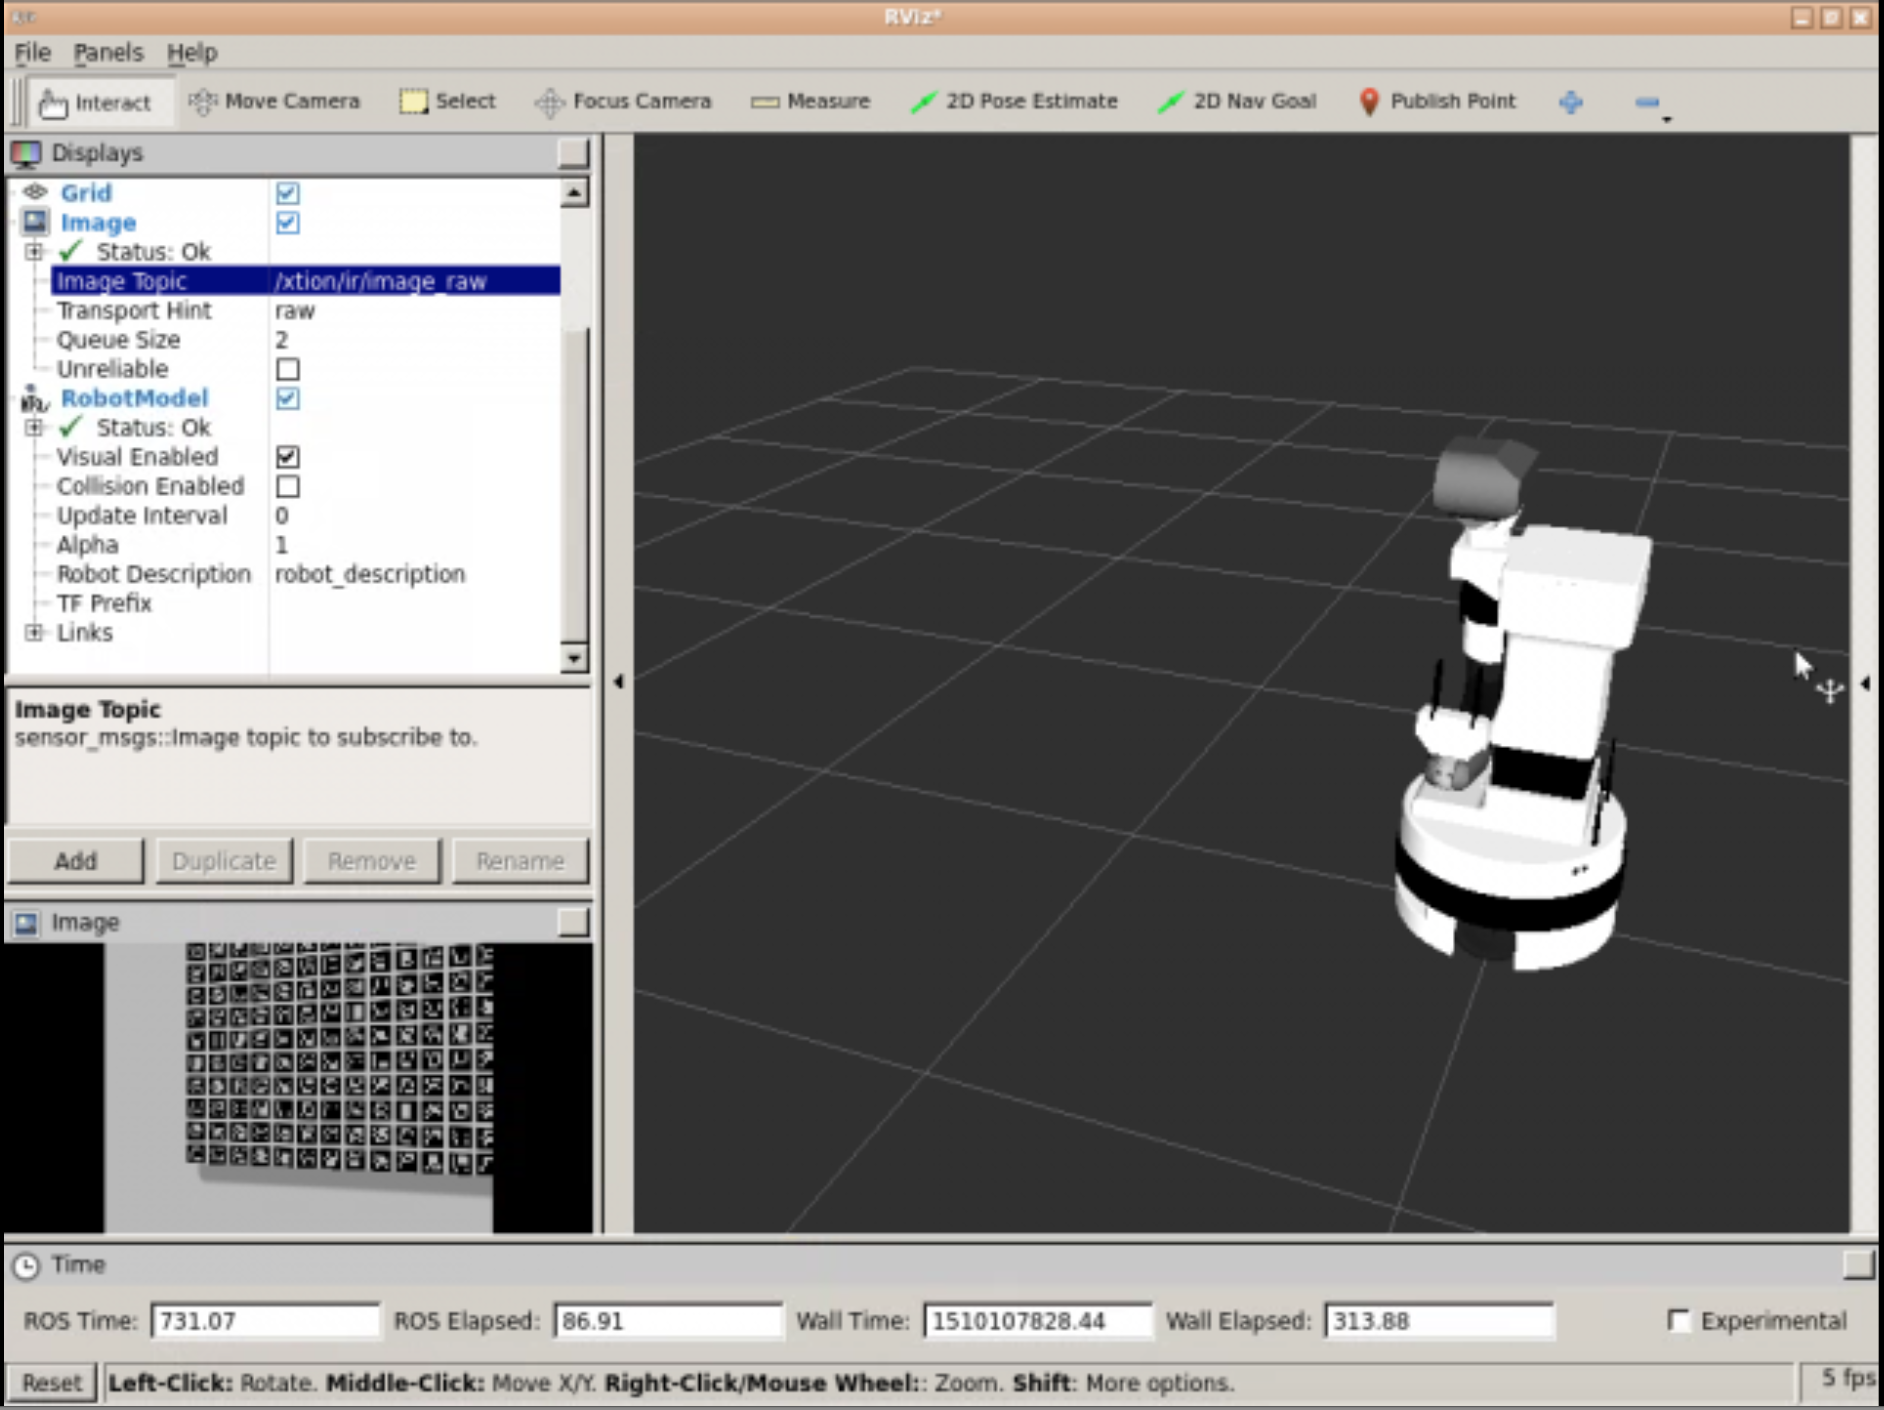 RViz*
File Panels Help
Interact Move Camera Select Focus Camera Measure 2D Pose Estimate 2D Nav Goal Publish Point
Displays
Grid
Image
Status: Ok
Image Topic /xtion/ir/image_raw
Transport Hint raw
Queue Size 2
Unreliable
RobotModel
Status: Ok
Visual Enabled
Collision Enabled
Update Interval 0
Alpha 1
Robot Description robot_description
TF Prefix
Links
Image Topic
sensor_msgs::Image topic to subscribe to.
Add Duplicate Remove Rename
Image
Time
ROS Time: 731.07 ROS Elapsed: 86.91 Wall Time: 1510107828.44 Wall Elapsed: 313.88 Experimental
Reset Left-Click: Rotate. Middle-Click: Move X/Y. Right-Click/Mouse Wheel:: Zoom. Shift: More options. 5 fps